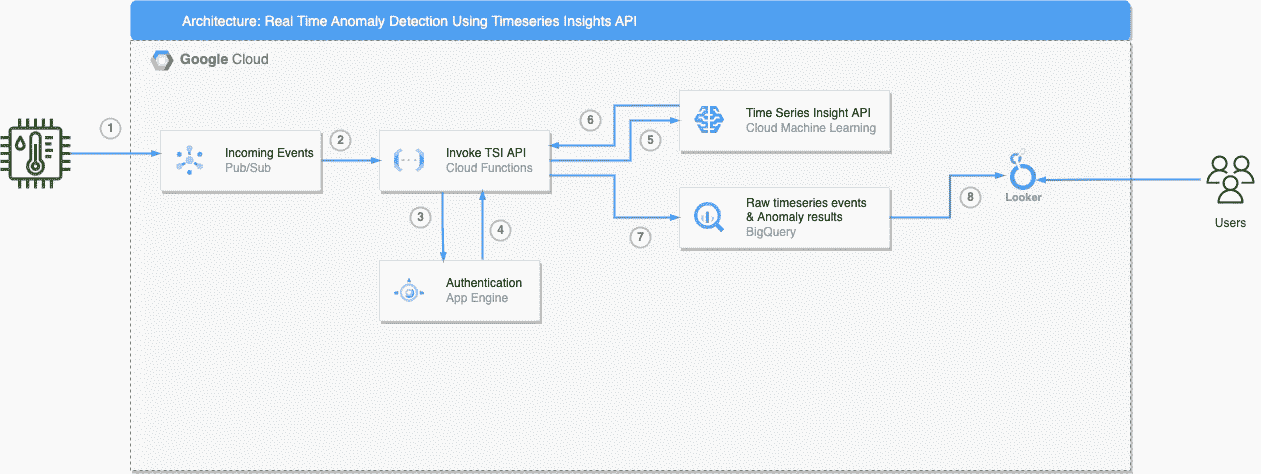 Architecture: Real Time Anomaly Detection Using Timeseries Insights API
Google Cloud
1
Incoming Events
Pub/Sub
2
Invoke TSI API
Cloud Functions
3
4
Authentication
App Engine
6
5
Time Series Insight API
Cloud Machine Learning
7
Raw timeseries events
& Anomaly results
BigQuery
8
Looker
Users